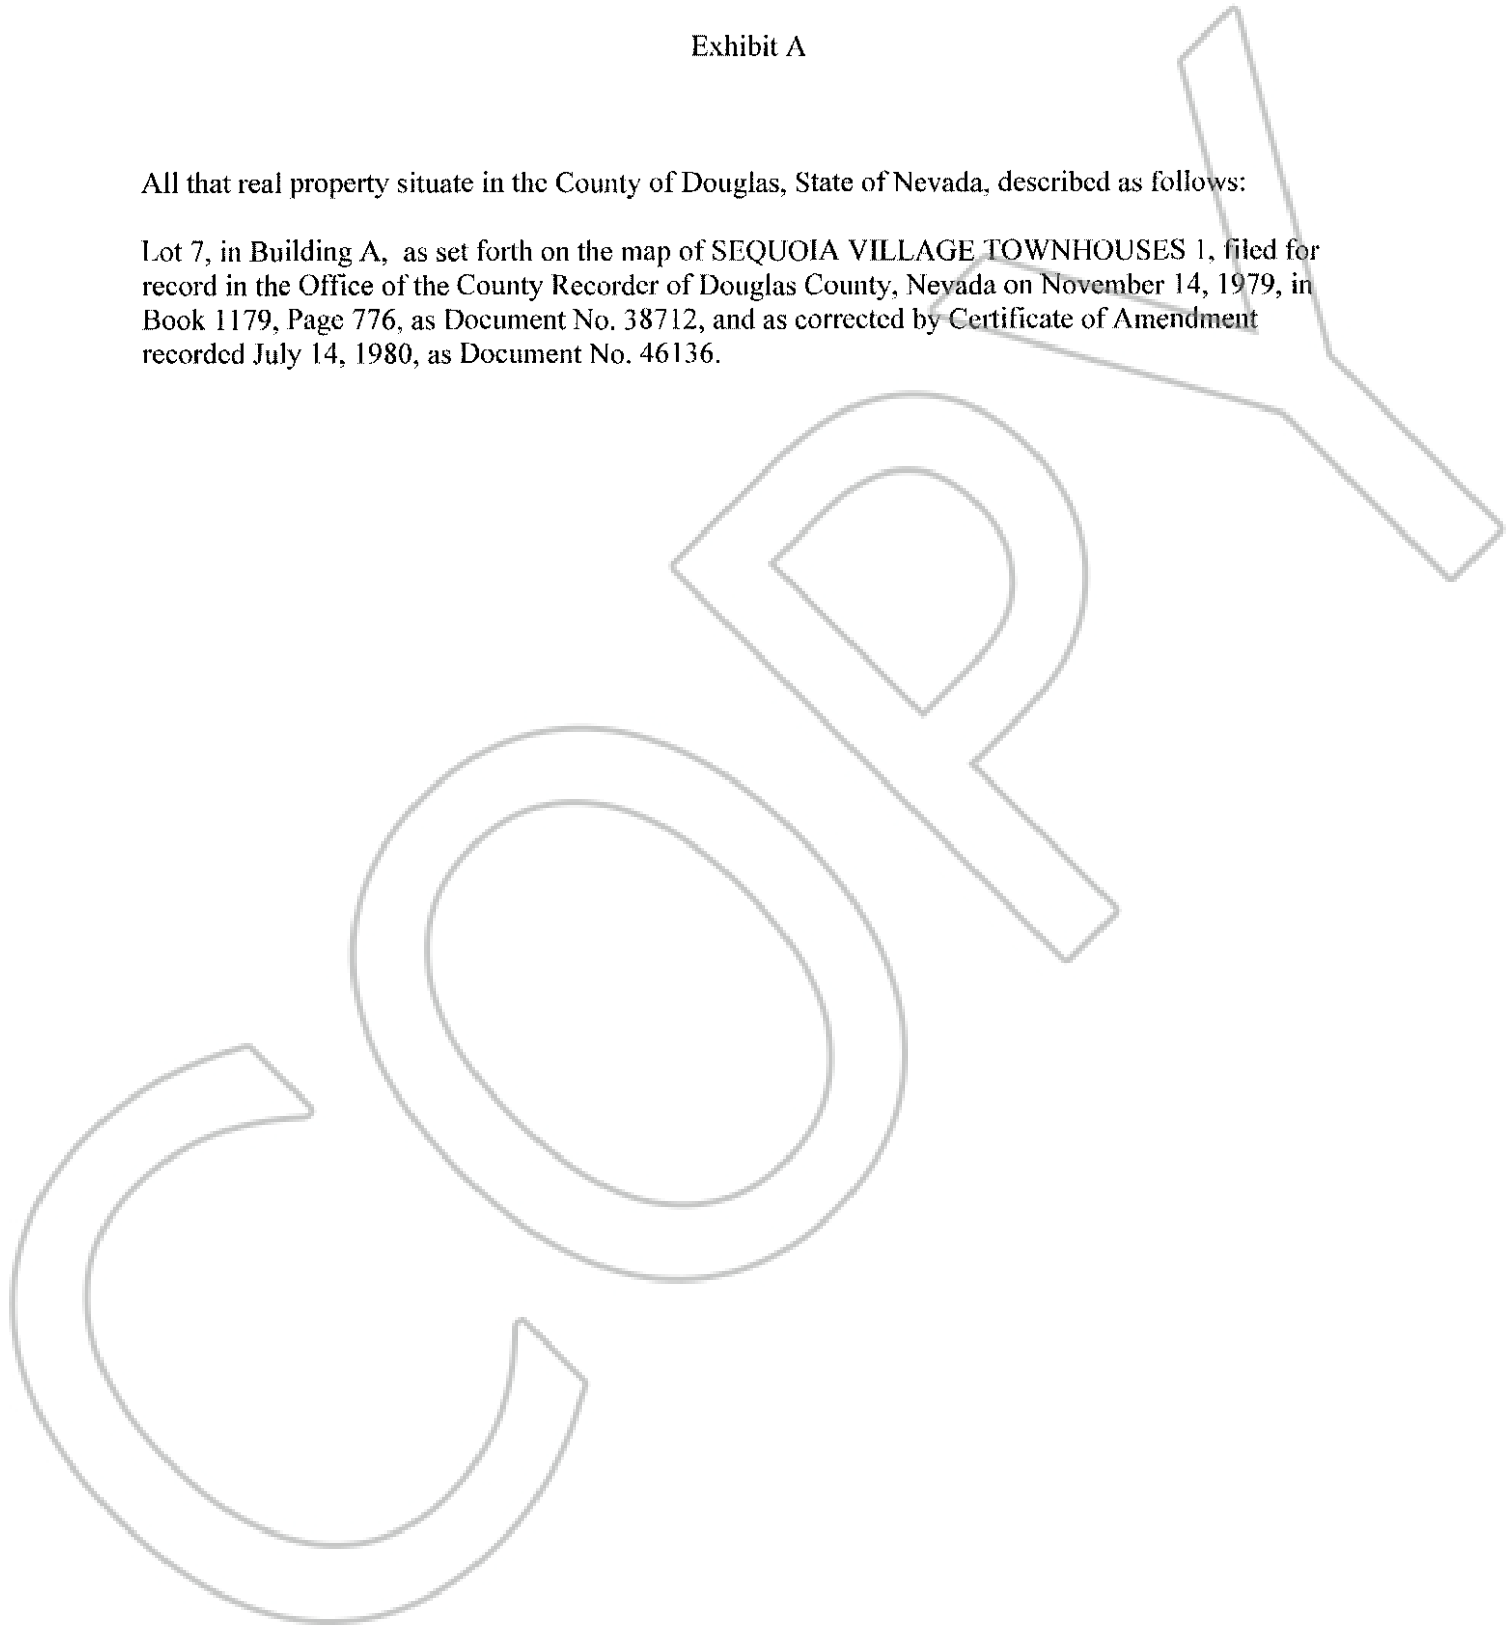 Exhibit A
All that real property situate in the County of Douglas, State of Nevada, described as follows:
Lot 7, in Building A, as set forth on the map of SEQUOIA VILLAGE TOWNHOUSES 1, filed for
record in the Office of the County Recorder of Douglas County, Nevada on November 14, 1979, in
Book 1179, Page 776, as Document No. 38712, and as corrected by Certificate of Amendment
recorded July 14, 1980, as Document No. 46136.
COPY